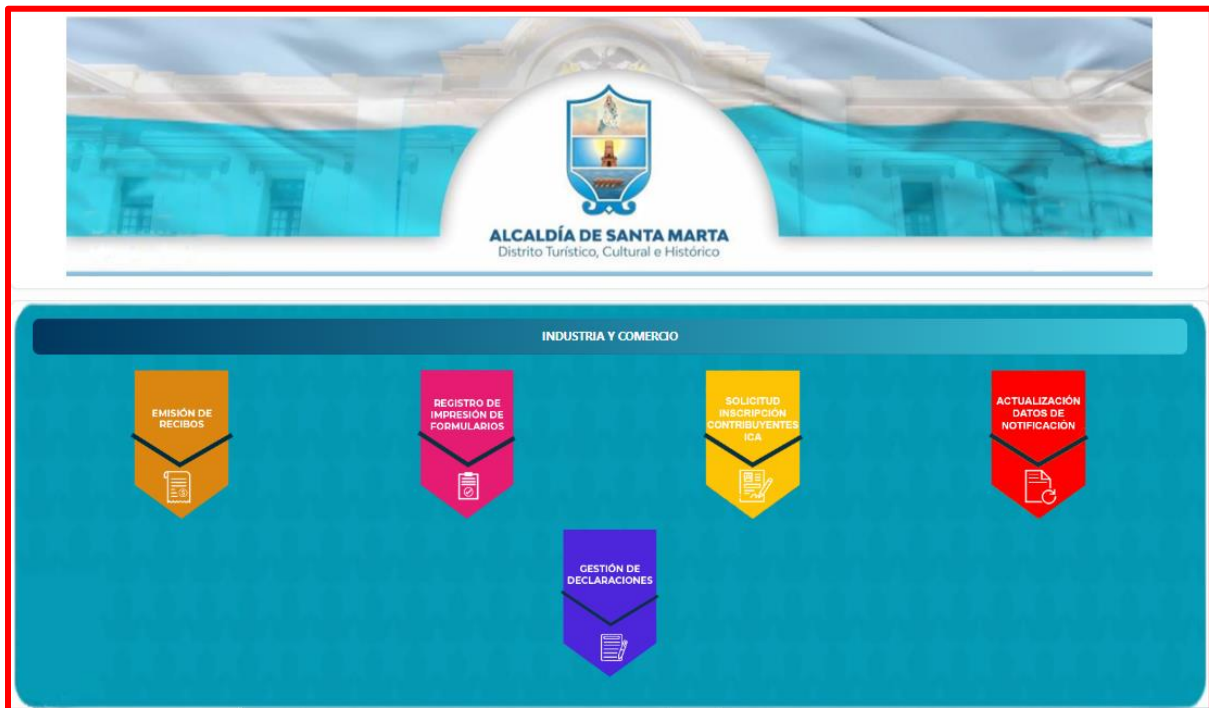 ALCALDÍA DE SANTA MARTA
Distrito Turístico, Cultural e Histórico
INDUSTRIA Y COMERCIO
EMISIÓN DE
RECIBOS
REGISTRO DE
IMPRESIÓN DE
FORMULARIOS
SOLICITUD
INSCRIPCIÓN
CONTRIBUYENTES
ICA
ACTUALIZACIÓN
DATOS DE
NOTIFICACIÓN
GESTIÓN DE
DECLARACIONES